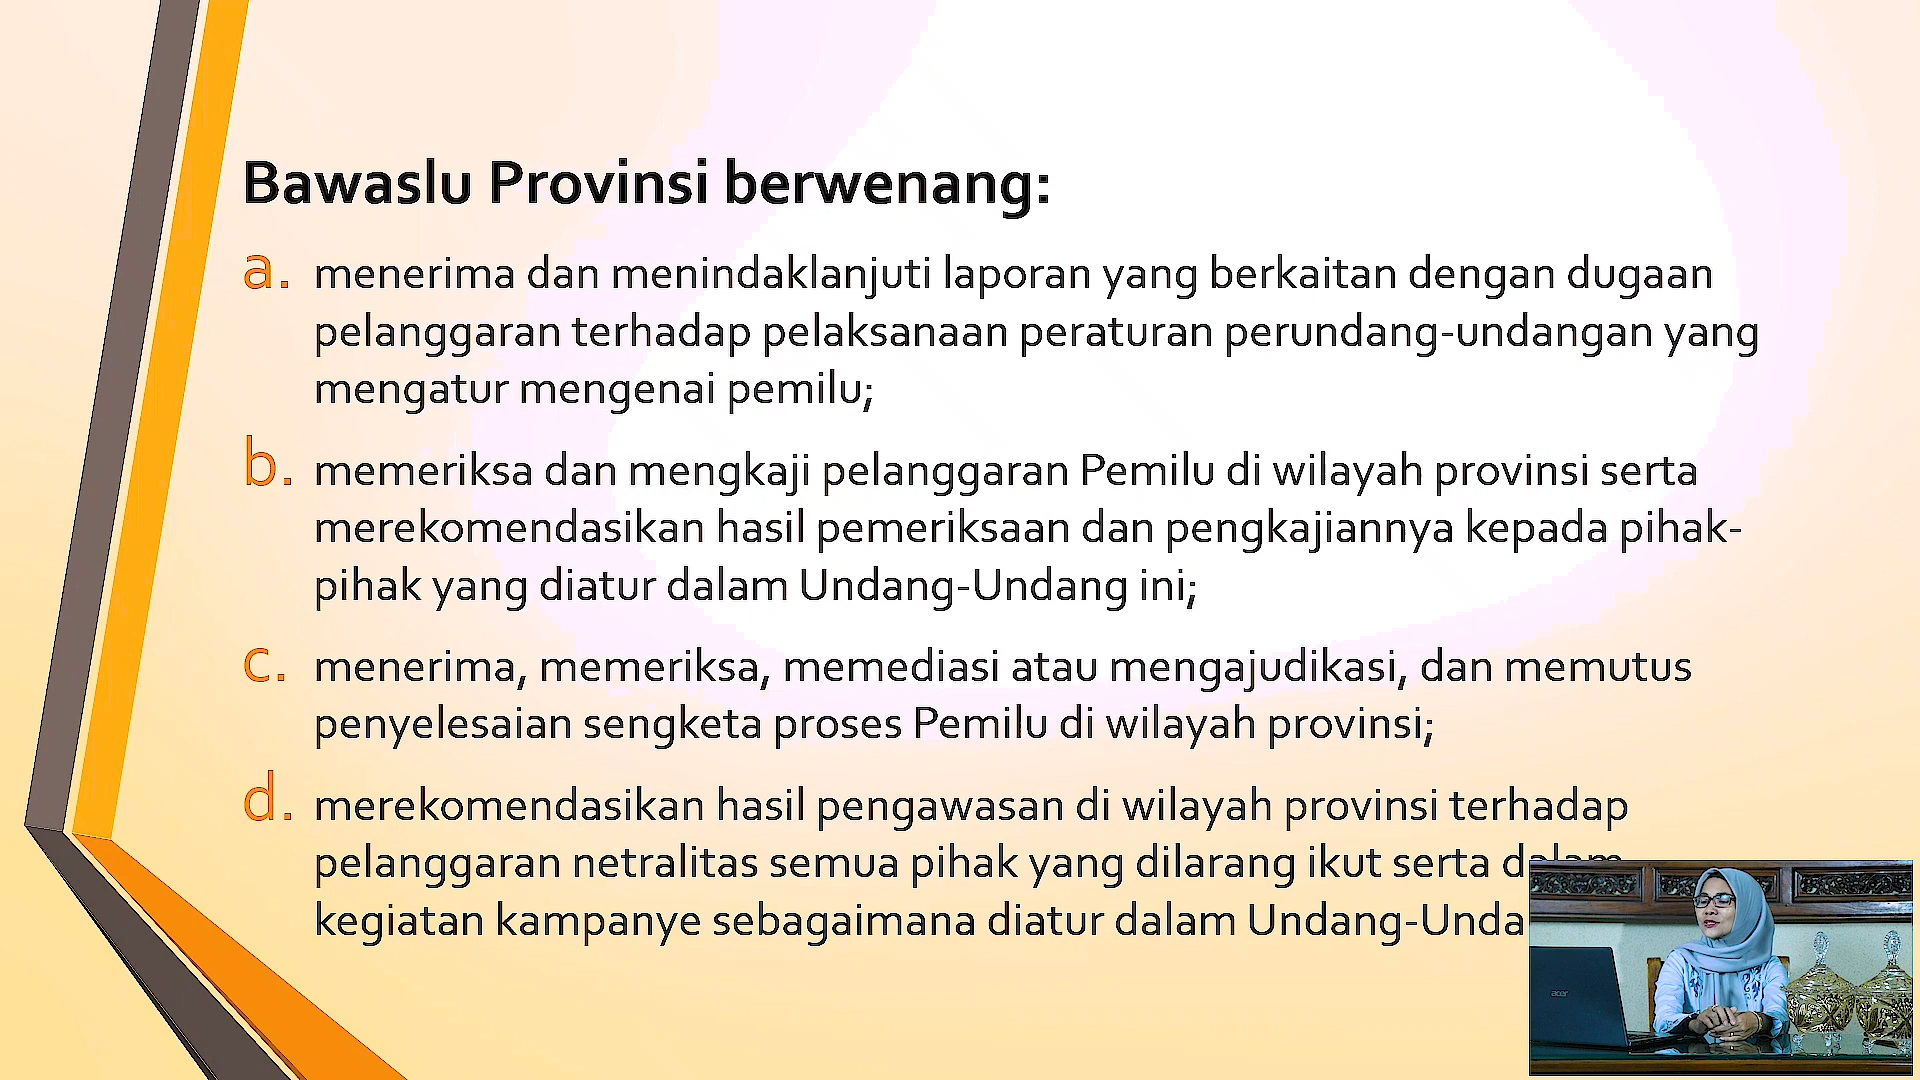 Bawaslu Provinsi berwenang:
a. menerima dan menindaklanjuti laporan yang berkaitan dengan dugaan
pelanggaran terhadap pelaksanaan peraturan perundang-undangan yang
mengatur mengenai pemilu;
b. memeriksa dan mengkaji pelanggaran Pemilu di wilayah provinsi serta
merekomendasikan hasil pemeriksaan dan pengkajiannya kepada pihak-
pihak yang diatur dalam Undang-Undang ini;
c. menerima, memeriksa, memediasi atau mengajudikasi, dan memutus
penyelesaian sengketa proses Pemilu di wilayah provinsi;
d. merekomendasikan hasil pengawasan di wilayah provinsi terhadap
pelanggaran netralitas semua pihak yang dilarang ikut serta dalam
kegiatan kampanye sebagaimana diatur dalam Undang-Unda
acer